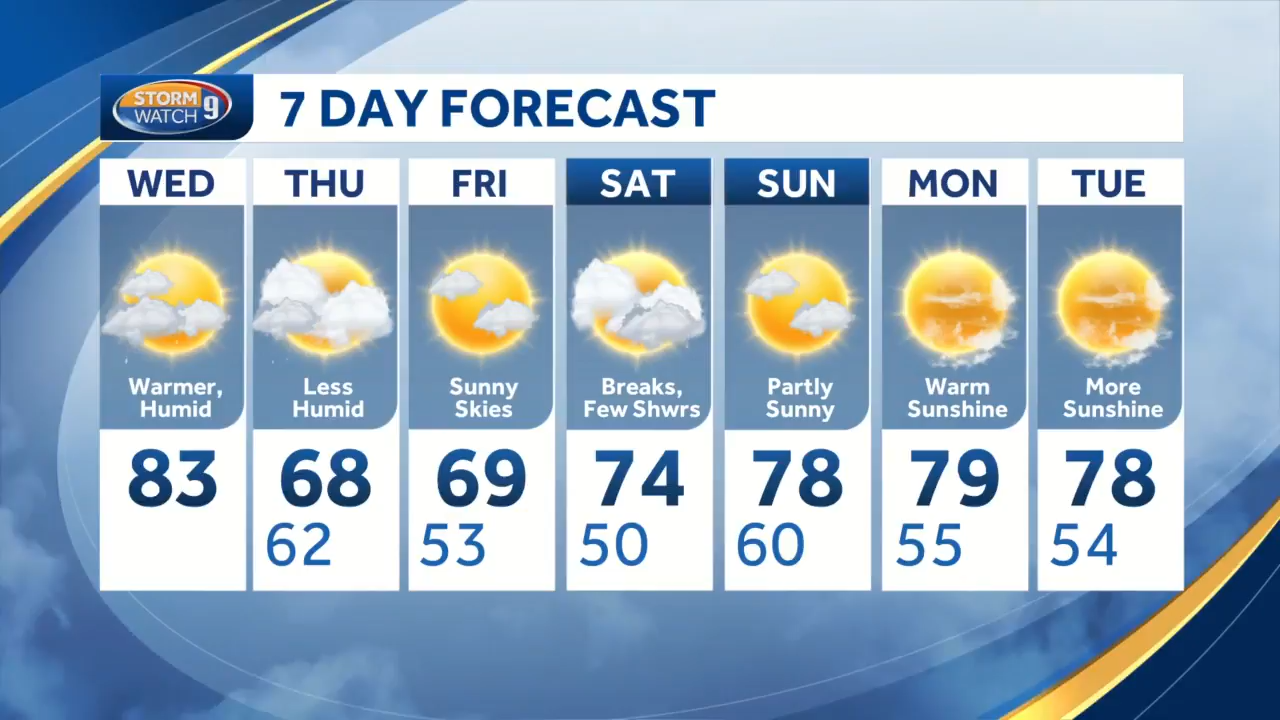 STORM
WATCH 9
7 DAY FORECAST
WED
THU
FRI
SAT
SUN
MON
TUE
Warmer,
Humid
Less
Humid
Sunny
Skies
Breaks,
Few Shwrs
Partly
Sunny
Warm
Sunshine
More
Sunshine
83
68
69
74
78
79
78
62
53
50
60
55
54